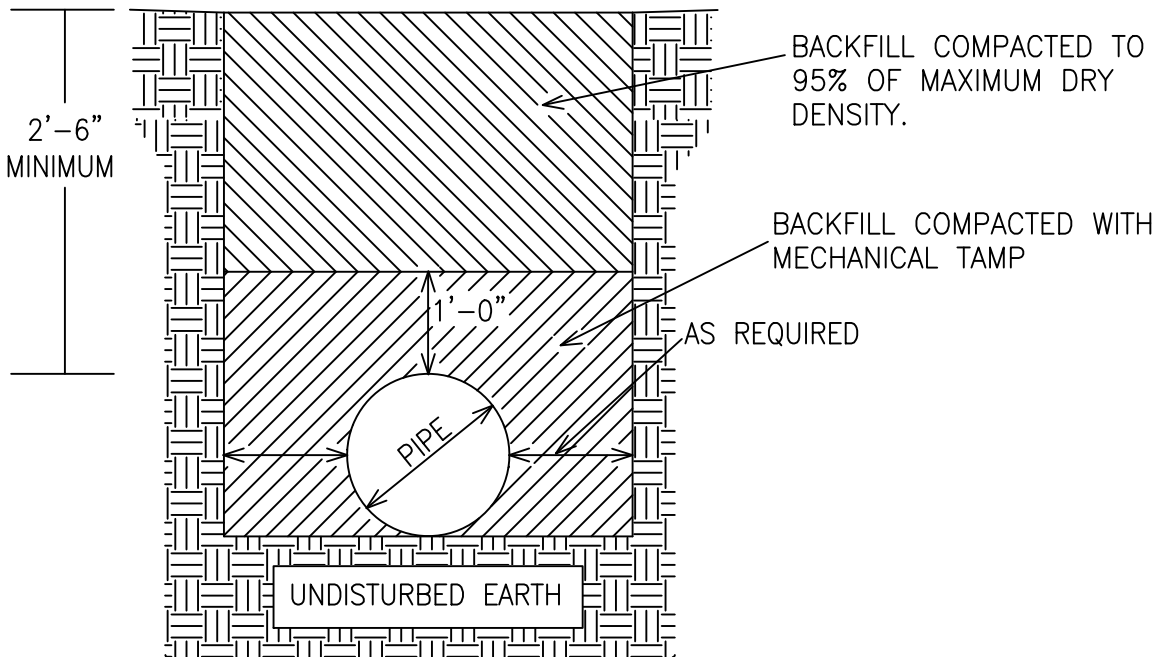 BACKFILL COMPACTED TO
95% OF MAXIMUM DRY
DENSITY.
2'-6"
MINIMUM
BACKFILL COMPACTED WITH
MECHANICAL TAMP
1'-0"
AS REQUIRED
PIPE
UNDISTURBED EARTH